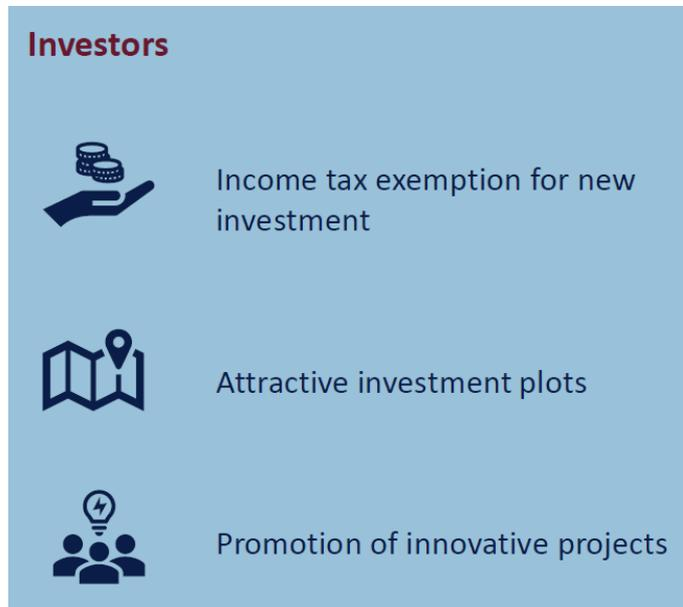 Investors
Income tax exemption for new
investment
Attractive investment plots
Promotion of innovative projects